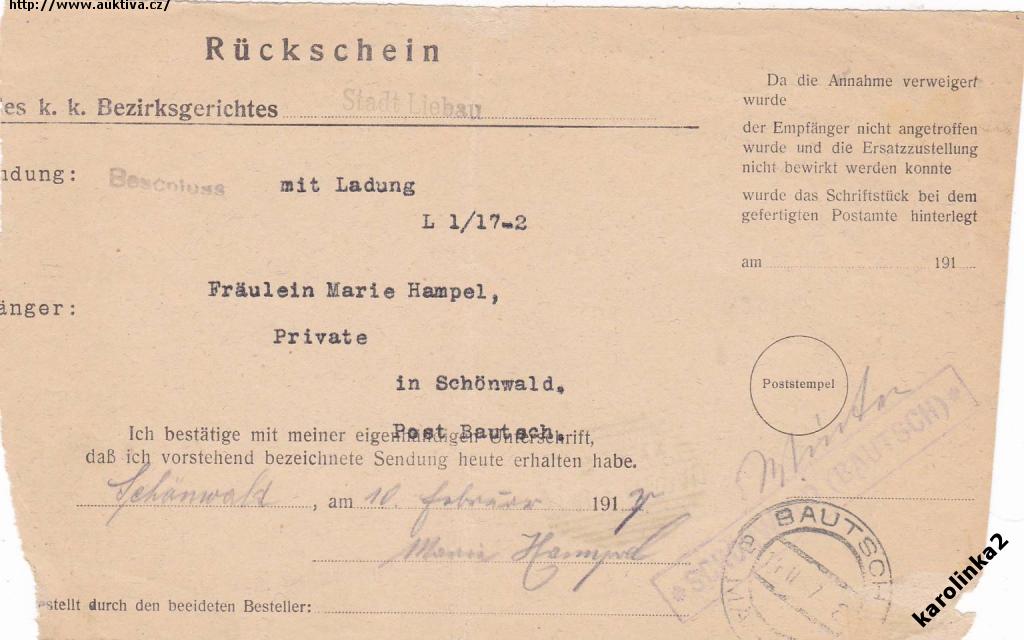 http://www.auktiva.cz/
Rückschein
des k. k. Bezirksgerichtes Stadt Liebau
ndung: Beschluss mit Ladung
L 1/17-2
änger:
Fräulein Marie Hampel,
Private
in Schönwald.
Post Bautsch.
Ich bestätige mit meiner eigenhändigen Unterschrift,
daß ich vorstehend bezeichnete Sendung heute erhalten habe.
Schönwald, am 10. Februar 1917
Marie Hampel
estellt durch den beeideten Besteller:
Da die Annahme verweigert
wurde
der Empfänger nicht angetroffen
wurde und die Ersatzzustellung
nicht bewirkt werden konnte
wurde das Schriftstück bei dem
gefertigten Postamte hinterlegt
am 191
Poststempel
(BAUTSCH)
BAUTSCH
karolinka2